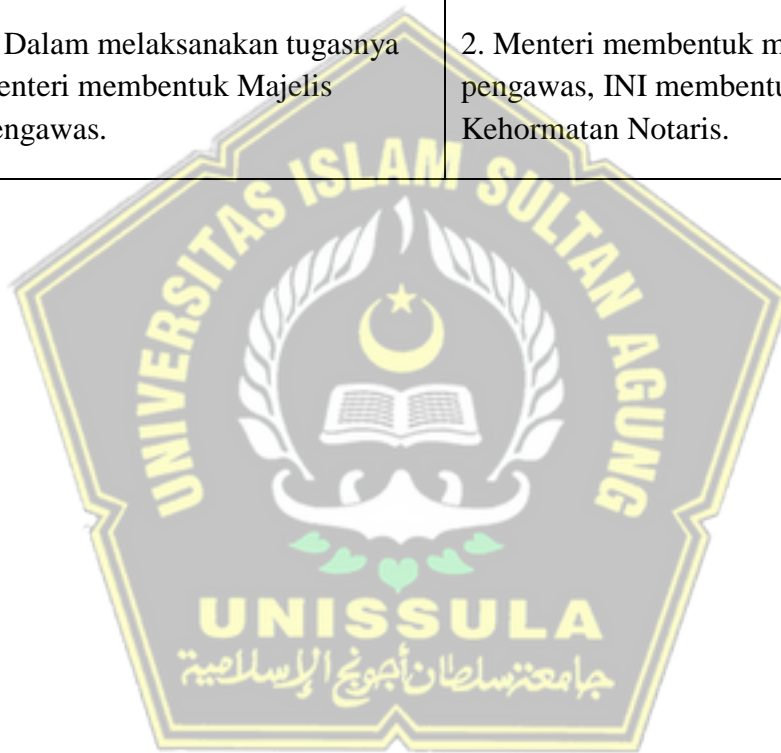 Dalam melaksanakan tugasnya
enteri membentuk Majelis
engawas.
2. Menteri membentuk m
pengawas, INI membentu
Kehormatan Notaris.
UNIVERSITAS ISLAM SULTAN AGUNG
UNISSULA
جامعة سلطان أجونج الإسلامية